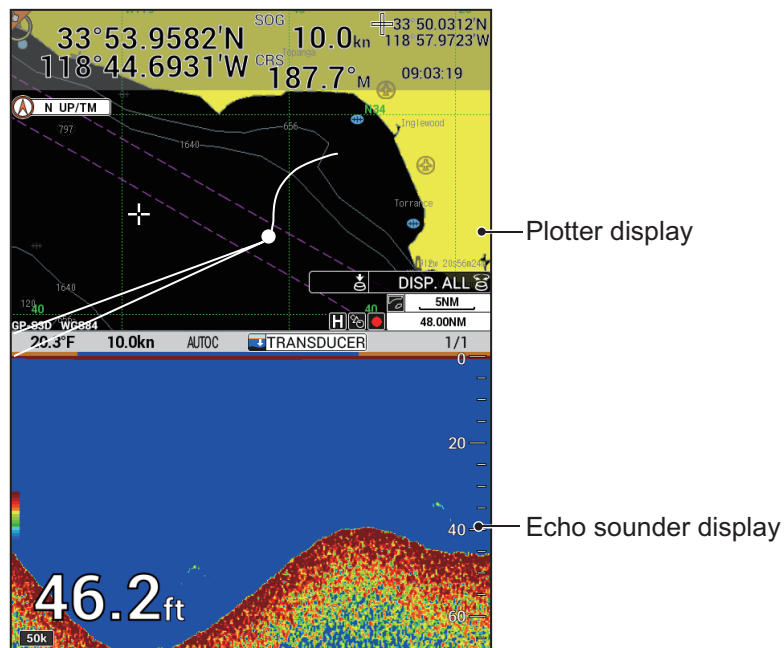 SOG
33°53.9582'N
10.0kn
33 50.0312'N
118°44.6931'W
CRS
187.7°M
118 57.9723'W
Topanga
09:03:19
N UP/TM
N34
797
656
Inglewood
1640
Torrance
Plotter display
DISP. ALL
1640
120
40
40
5NM
GP-S3D WGS84
H
48.00NM
20.3°F
10.0kn
AUTOC
TRANSDUCER
1/1
0
20
40
Echo sounder display
46.2ft
60
50k